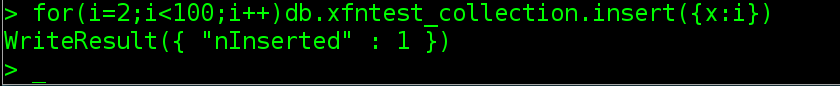 > for(i=2;i<100;i++)db.xfntest_collection.insert({x:i})
WriteResult({ "nInserted" : 1 })
> _